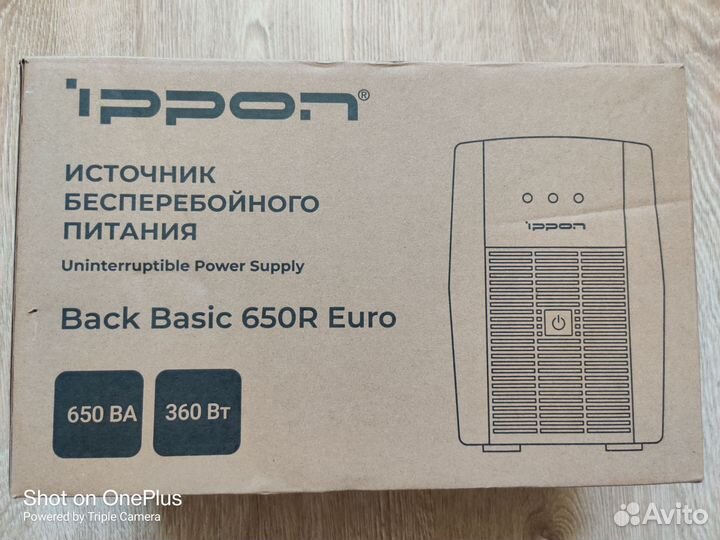 ippon®
ИСТОЧНИК
БЕСПЕРЕБОЙНОГО
ПИТАНИЯ
Uninterruptible Power Supply
Back Basic 650R Euro
650 ВА
360 Вт
ippon
Shot on OnePlus
Powered by Triple Camera
Avito